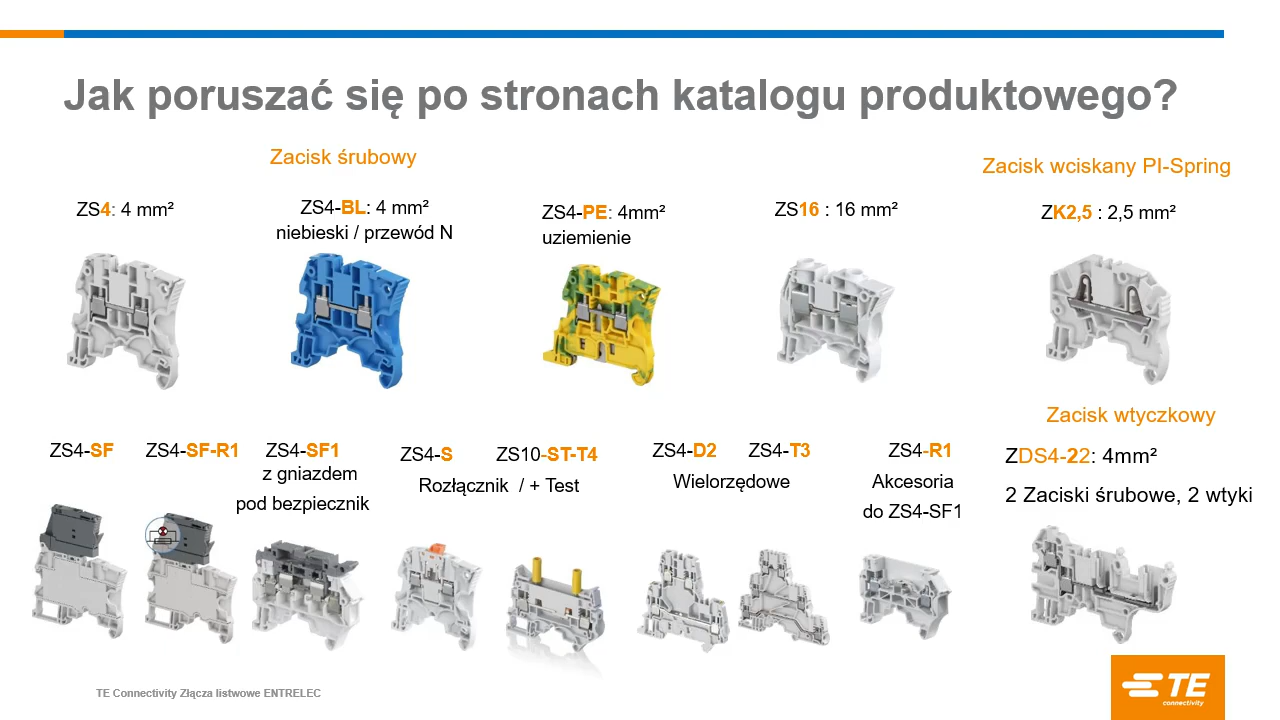 Jak poruszać się po stronach katalogu produktowego?
Zacisk śrubowy
Zacisk wciskany PI-Spring
ZS4: 4 mm²
ZS4-BL: 4 mm²
niebieski / przewód N
ZS4-PE: 4mm²
uziemienie
ZS16 : 16 mm²
ZK2,5 : 2,5 mm²
Zacisk wtyczkowy
ZS4-SF
ZS4-SF-R1
ZS4-SF1
z gniazdem
pod bezpiecznik
ZS4-S
ZS10-ST-T4
Rozłącznik / + Test
ZS4-D2
ZS4-T3
Wielorzędowe
ZS4-R1
Akcesoria
do ZS4-SF1
ZDS4-22: 4mm²
2 Zaciski śrubowe, 2 wtyki
TE Connectivity Złącza listwowe ENTRELEC
TE
connectivity